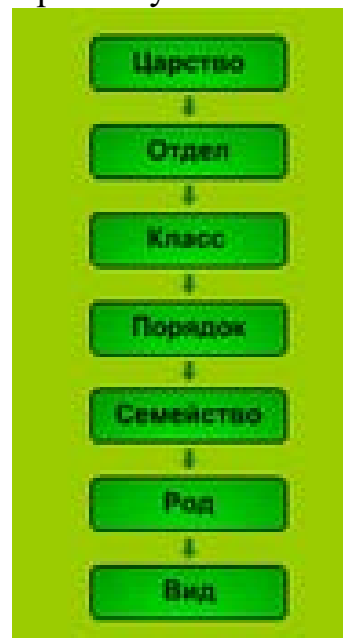 Царство
Отдел
Класс
Порядок
Семейство
Род
Вид